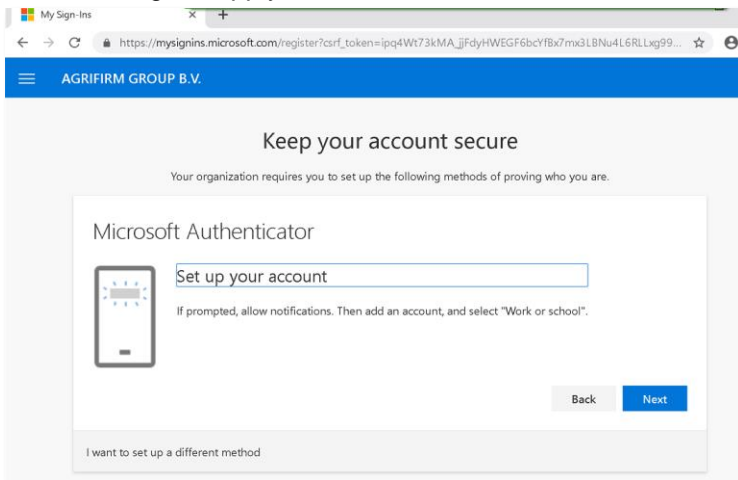 My Sign-Ins
https://mysignins.microsoft.com/register?csrf_token=ipq4Wt73kMA_jjFdyHWEGF6bcYfBx7mx3LBNu4L6RLLxg99...
AGRIFIRM GROUP B.V.
Keep your account secure
Your organization requires you to set up the following methods of proving who you are.
Microsoft Authenticator
Set up your account
If prompted, allow notifications. Then add an account, and select "Work or school".
Back Next
I want to set up a different method